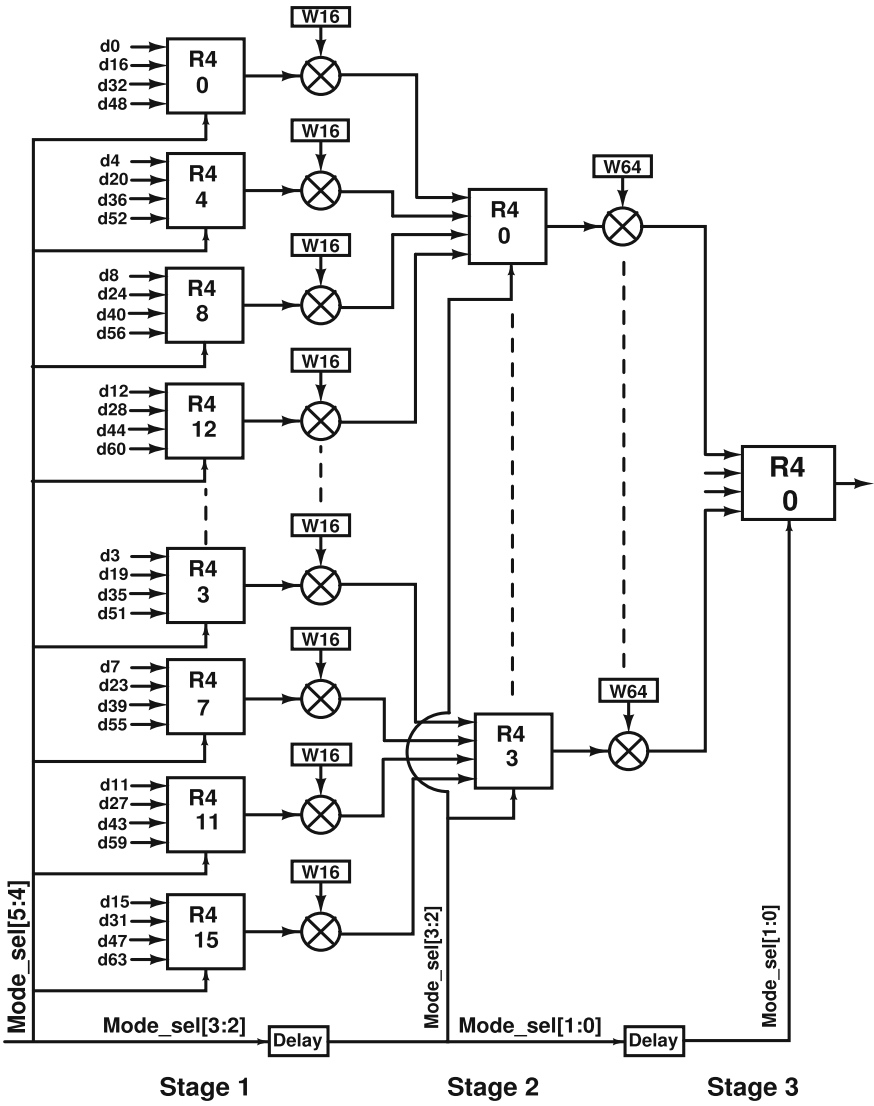 W16
d0
d16
d32
d48
R4
0
W16
d4
d20
d36
d52
R4
4
W16
d8
d24
d40
d56
R4
8
W16
d12
d28
d44
d60
R4
12
R4
0
W64
W16
d3
d19
d35
d51
R4
3
W16
d7
d23
d39
d55
R4
7
W16
d11
d27
d43
d59
R4
11
W16
d15
d31
d47
d63
R4
15
R4
3
W64
R4
0
Mode_sel[5:4]
Mode_sel[3:2]
Mode_sel[1:0]
Mode_sel[3:2]
Delay
Mode_sel[1:0]
Delay
Stage 1
Stage 2
Stage 3